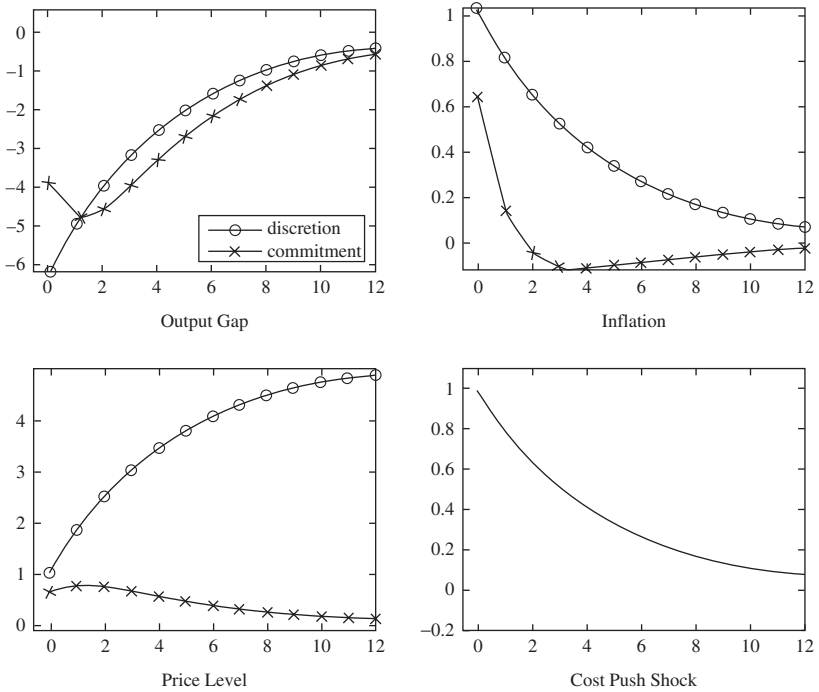 0
−1
−2
−3
−4
−5
−6
discretion
commitment
0 2 4 6 8 10 12
Output Gap
1
0.8
0.6
0.4
0.2
0
0 2 4 6 8 10 12
Inflation
4
3
2
1
0
0 2 4 6 8 10 12
Price Level
1
0.8
0.6
0.4
0.2
0
−0.2
0 2 4 6 8 10 12
Cost Push Shock